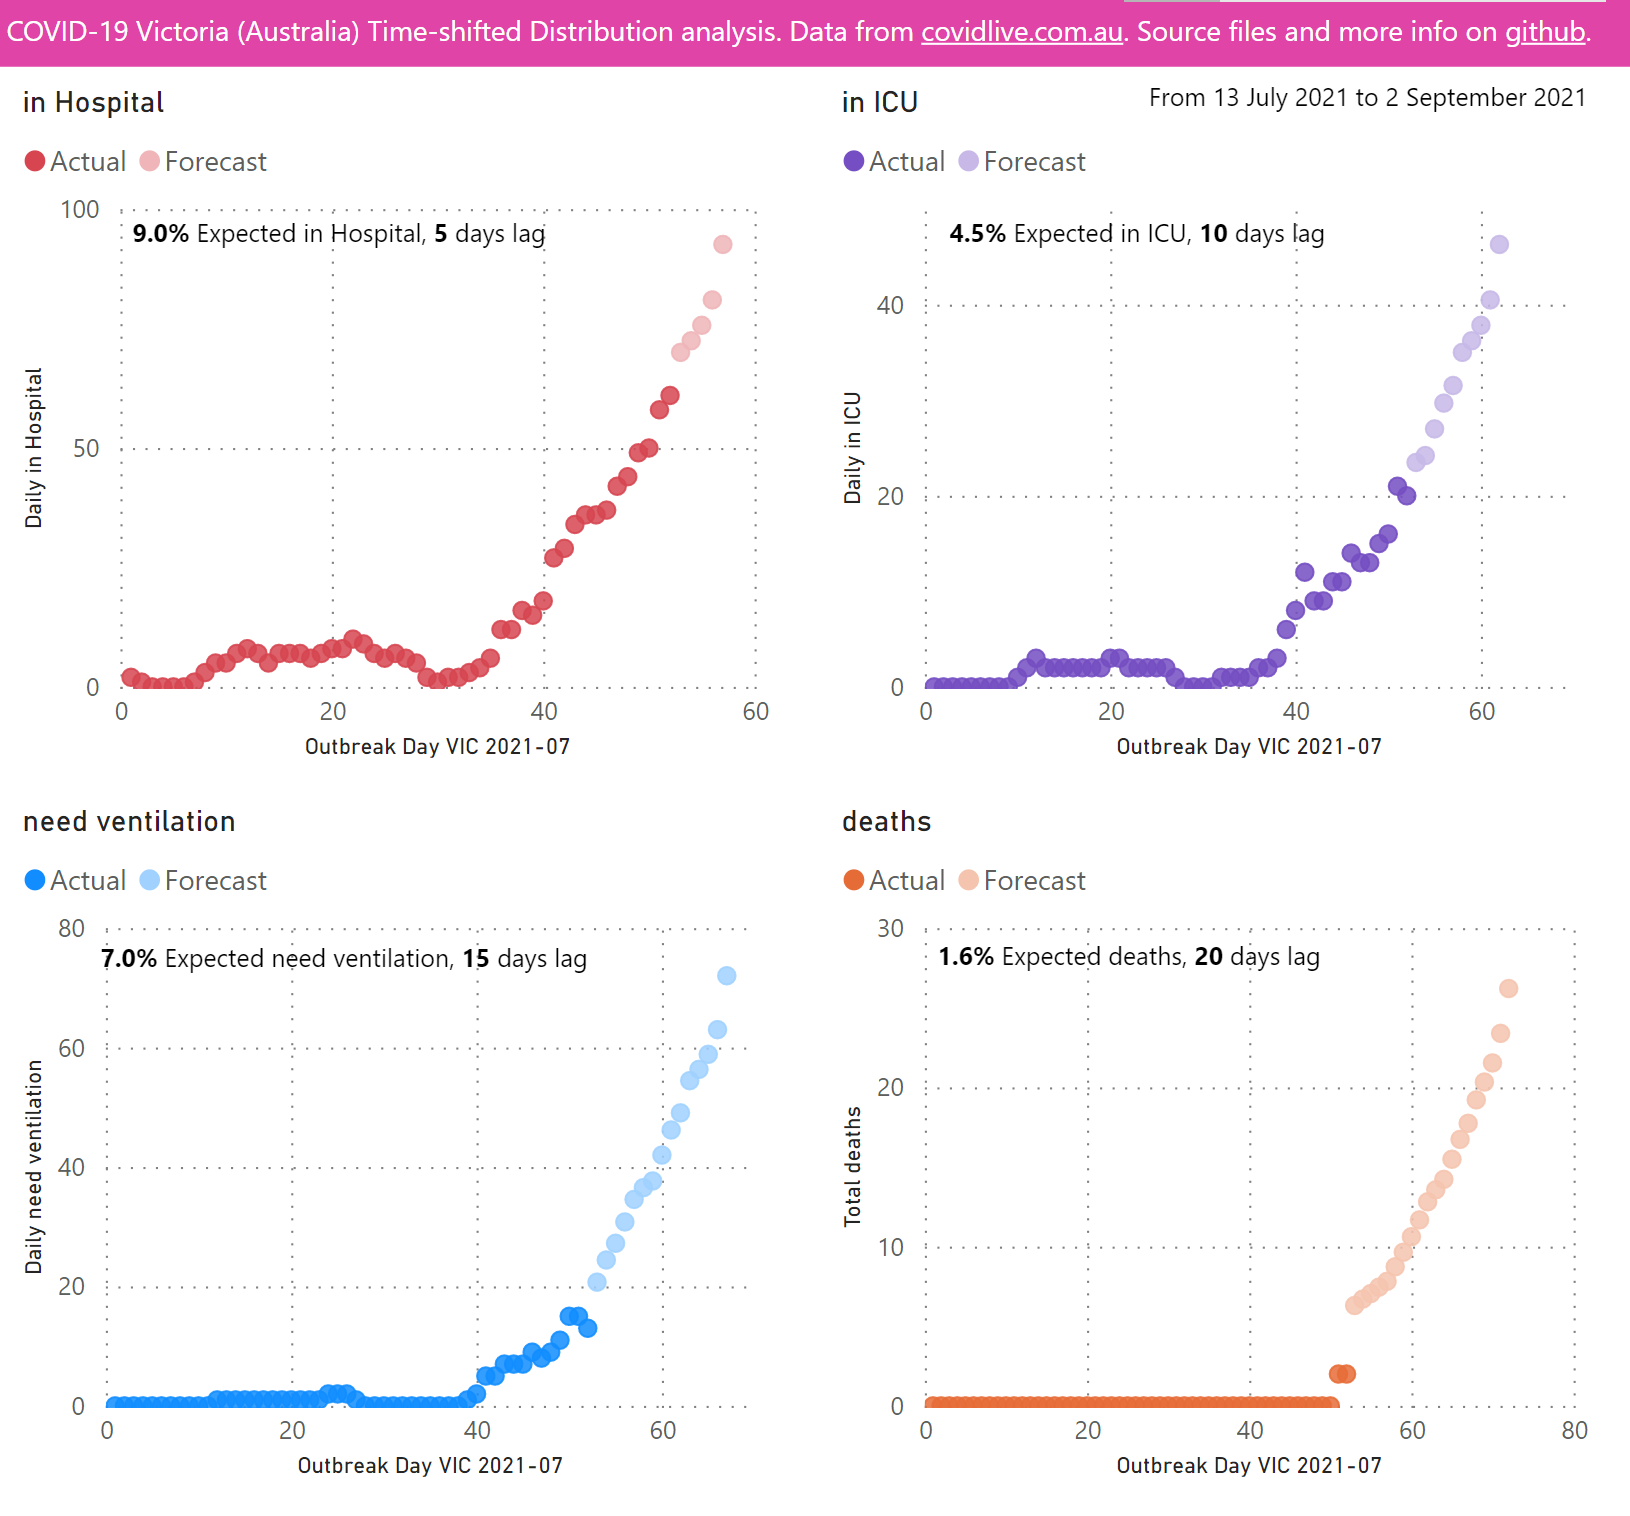 COVID-19 Victoria (Australia) Time-shifted Distribution analysis. Data from covidlive.com.au. Source files and more info on github.
in Hospital
Actual Forecast
100
9.0% Expected in Hospital, 5 days lag
Daily in Hospital
50
0
0 20 40 60
Outbreak Day VIC 2021-07
in ICU
From 13 July 2021 to 2 September 2021
Actual Forecast
4.5% Expected in ICU, 10 days lag
40
Daily in ICU
20
0
0 20 40 60
Outbreak Day VIC 2021-07
need ventilation
Actual Forecast
80
7.0% Expected need ventilation, 15 days lag
60
Daily need ventilation
40
20
0
0 20 40 60
Outbreak Day VIC 2021-07
deaths
Actual Forecast
30
1.6% Expected deaths, 20 days lag
20
Total deaths
10
0
0 20 40 60 80
Outbreak Day VIC 2021-07